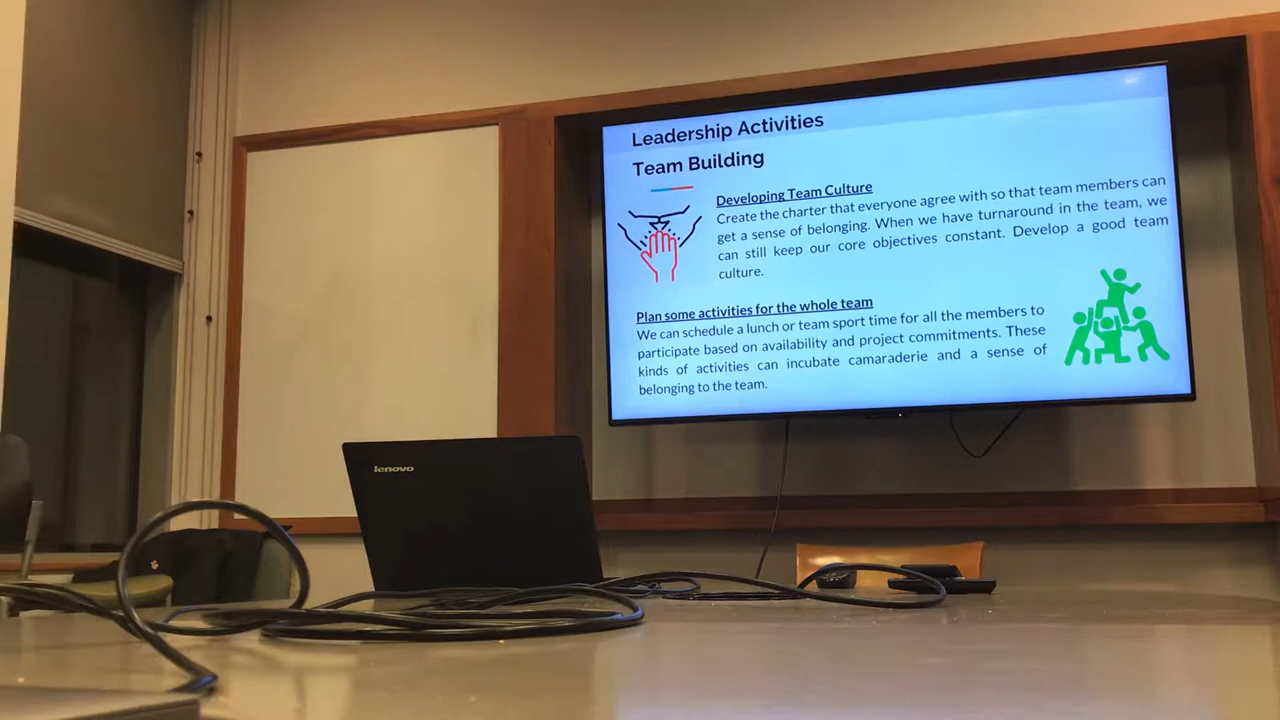 Leadership Activities
Team Building
Developing Team Culture
Create the charter that everyone agree with so that team members can
get a sense of belonging. When we have turnaround in the team, we
can still keep our core objectives constant. Develop a good team
culture.
Plan some activities for the whole team
We can schedule a lunch or team sport time for all the members to
participate based on availability and project commitments. These
kinds of activities can incubate camaraderie and a sense of
belonging to the team.
lenovo